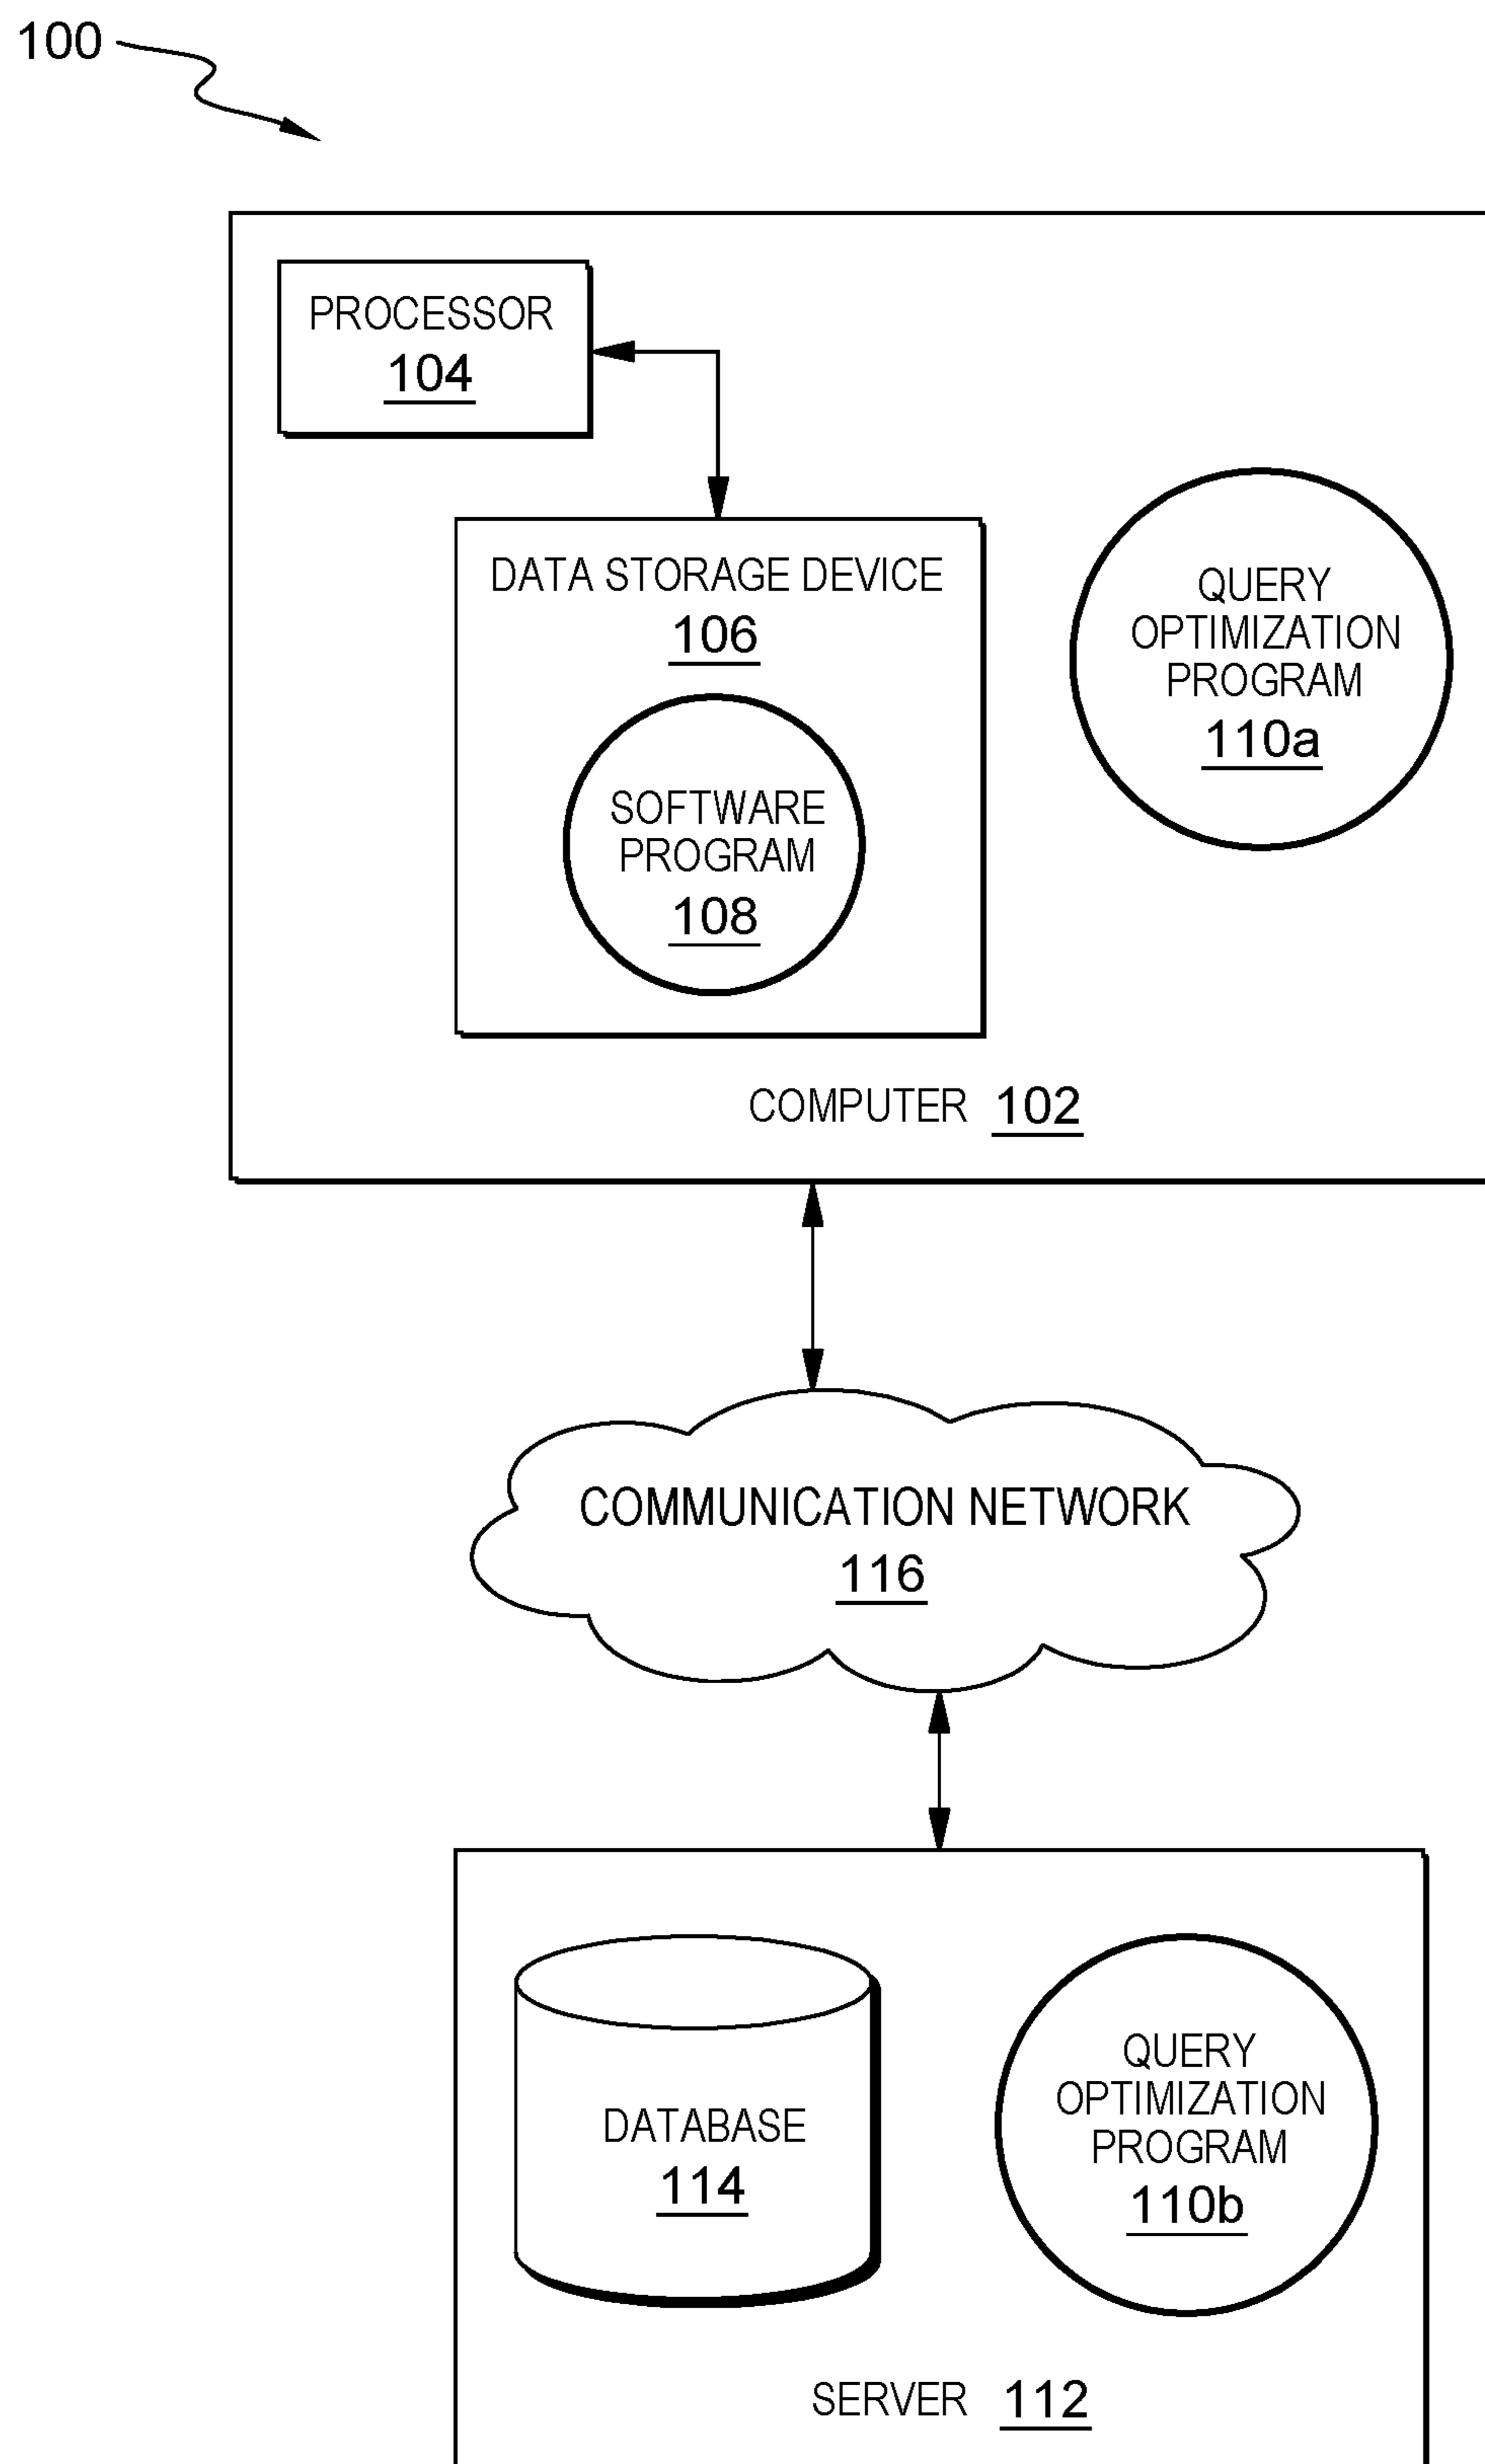 100
PROCESSOR
104
DATA STORAGE DEVICE
106
SOFTWARE
PROGRAM
108
QUERY
OPTIMIZATION
PROGRAM
110a
COMPUTER 102
COMMUNICATION NETWORK
116
DATABASE
114
QUERY
OPTIMIZATION
PROGRAM
110b
SERVER 112